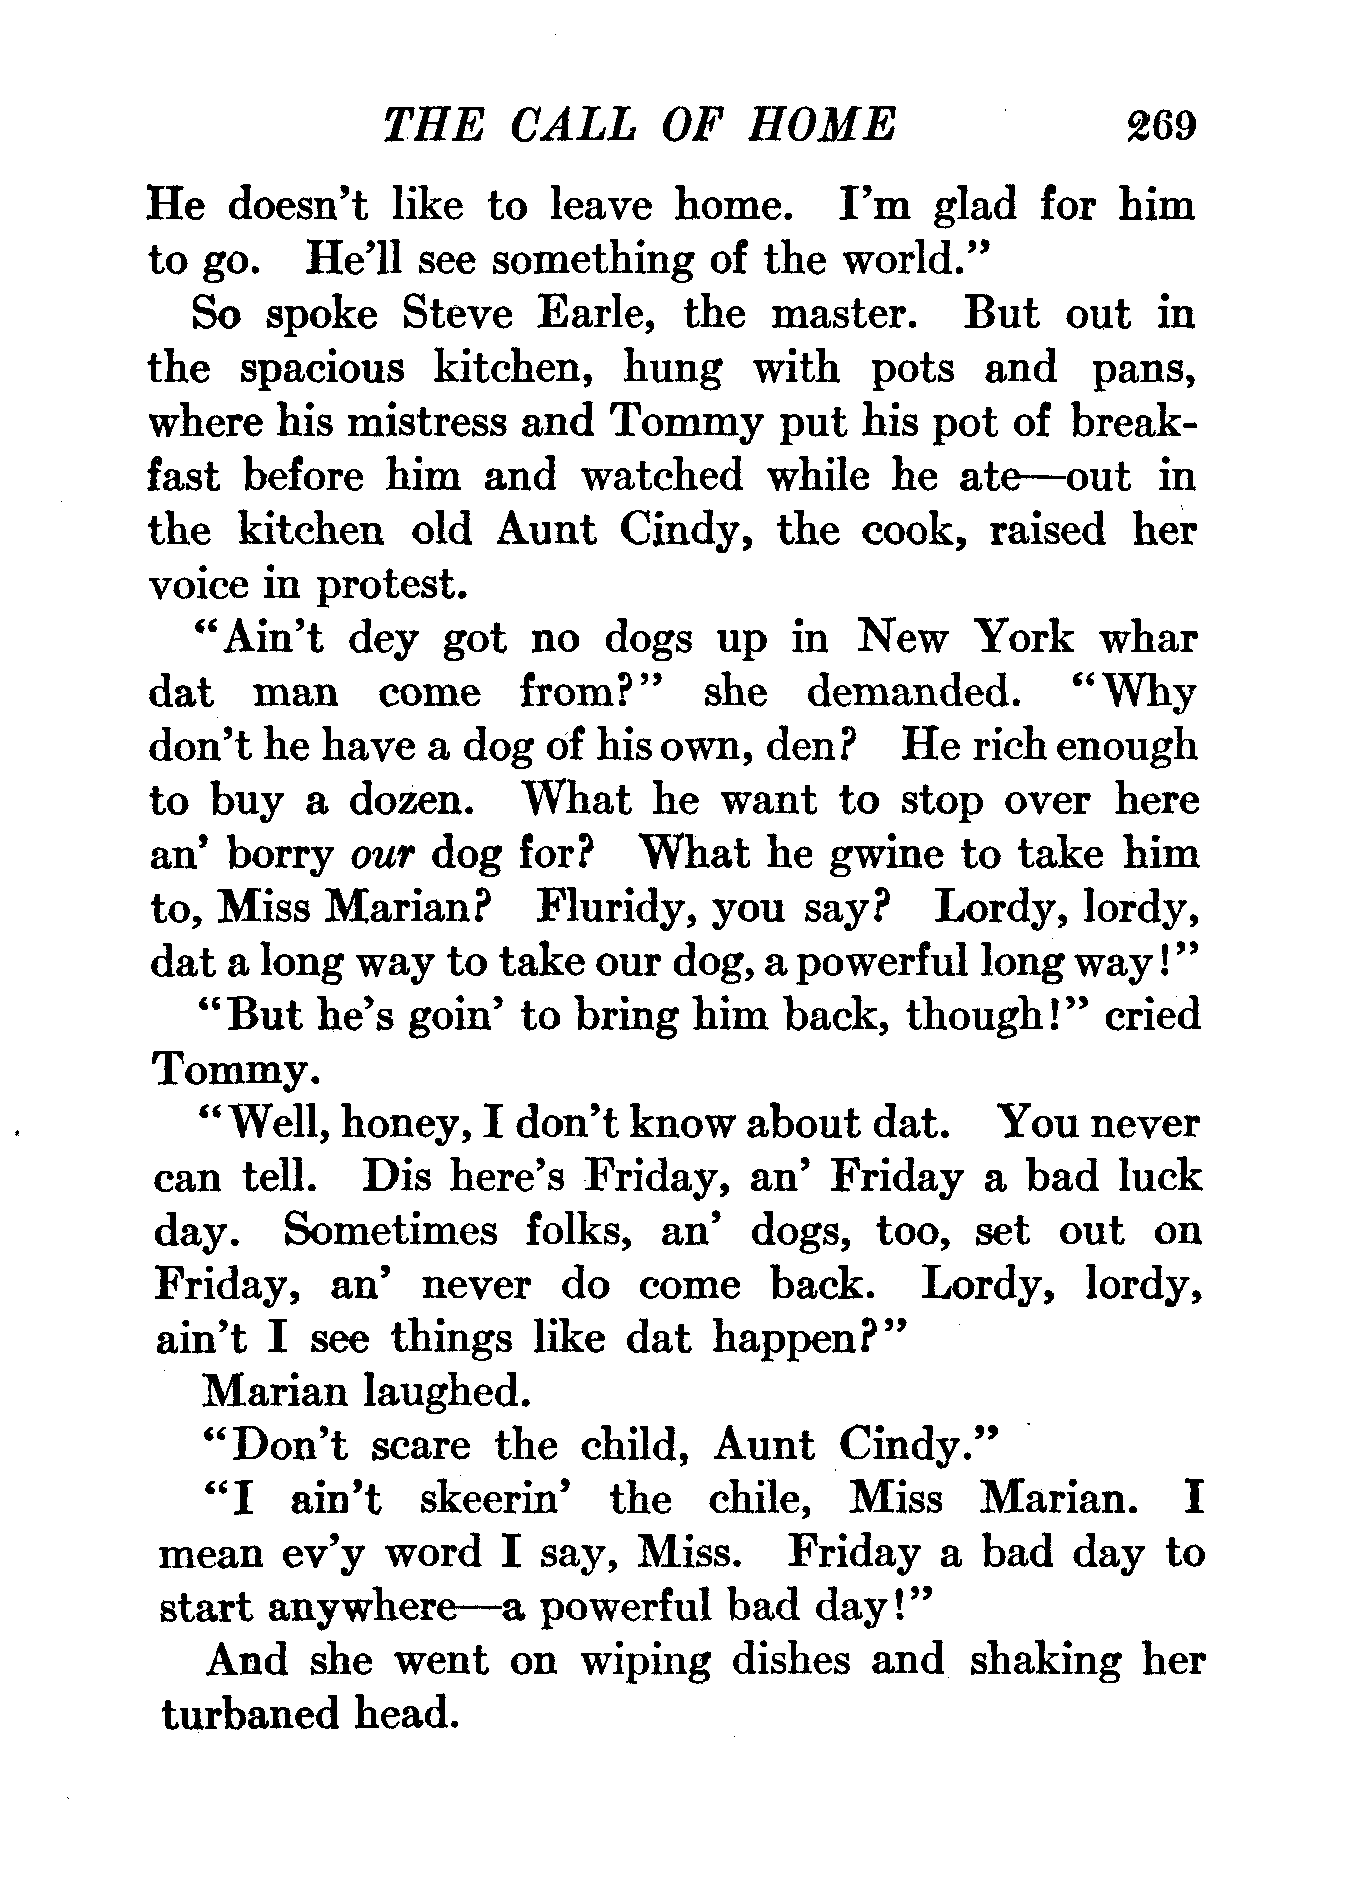 THE CALL OF HOME 269
He doesn't like to leave home. I'm glad for him
to go. He'll see something of the world."
So spoke Steve Earle, the master. But out in
the spacious kitchen, hung with pots and pans,
where his mistress and Tommy put his pot of break-
fast before him and watched while he ate—out in
the kitchen old Aunt Cindy, the cook, raised her
voice in protest.
"Ain't dey got no dogs up in New York whar
dat man come from?" she demanded. "Why
don't he have a dog of his own, den? He rich enough
to buy a dozen. What he want to stop over here
an' borry our dog for? What he gwine to take him
to, Miss Marian? Fluridy, you say? Lordy, lordy,
dat a long way to take our dog, a powerful long way!"
"But he's goin' to bring him back, though!" cried
Tommy.
"Well, honey, I don't know about dat. You never
can tell. Dis here's Friday, an' Friday a bad luck
day. Sometimes folks, an' dogs, too, set out on
Friday, an' never do come back. Lordy, lordy,
ain't I see things like dat happen?"
Marian laughed.
"Don't scare the child, Aunt Cindy."
"I ain't skeerin' the chile, Miss Marian. I
mean ev'y word I say, Miss. Friday a bad day to
start anywhere—a powerful bad day!"
And she went on wiping dishes and shaking her
turbaned head.